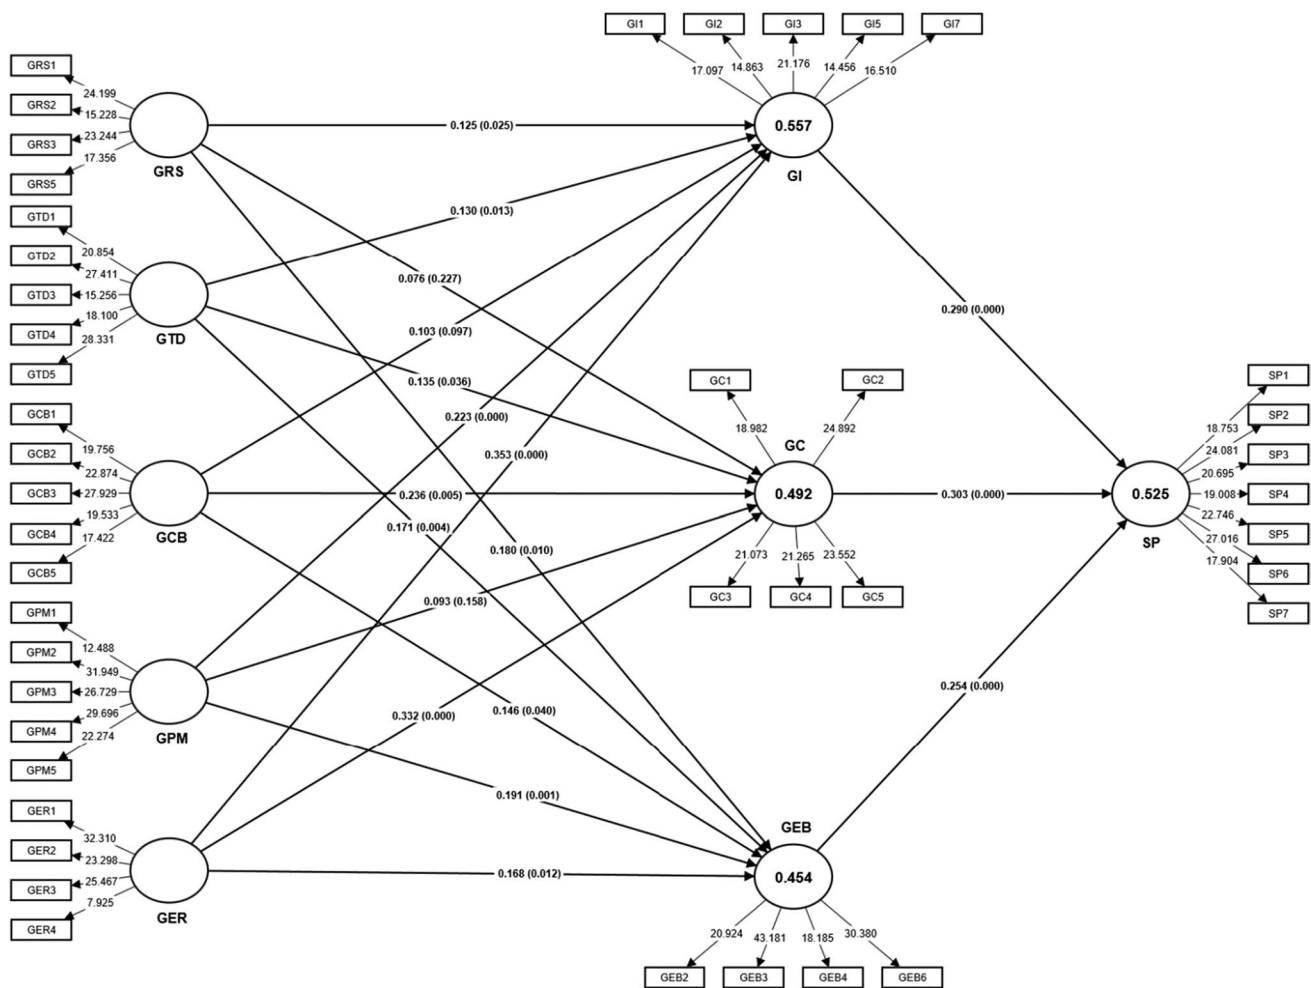 GI1 GI2 GI3 GI5 GI7
17.097 14.863 21.176 14.456 16.510
GRS1
24.199
GRS2
15.228
GRS3
23.244
17.356
GRS5
GRS
0.125 (0.025)
0.557
GI
GTD1
20.854
GTD2
27.411
GTD3
15.256
18.100
GTD4
28.331
GTD5
GTD
0.130 (0.013)
0.076 (0.227)
0.103 (0.097)
0.135 (0.036)
0.223 (0.000)
0.353 (0.000)
0.290 (0.000)
GCB1
19.756
GCB2
22.874
GCB3
27.929
19.533
GCB4
17.422
GCB5
GCB
0.236 (0.005)
0.171 (0.004)
0.180 (0.010)
GC1 GC2
18.982 24.892
GC
0.492
21.073 21.265 23.552
GC3 GC4 GC5
0.303 (0.000)
0.525
SP
SP1
18.753
SP2
24.081
SP3
20.695
19.008
SP4
22.746
SP5
27.016
17.904
SP6
SP7
GPM1
12.488
GPM2
31.949
GPM3
26.729
29.696
GPM4
22.274
GPM5
GPM
0.093 (0.158)
0.332 (0.000)
0.146 (0.040)
0.191 (0.001)
0.254 (0.000)
GER1
32.310
GER2
23.298
25.467
GER3
7.925
GER4
GER
0.168 (0.012)
GEB
0.454
20.924 43.181 18.185 30.380
GEB2 GEB3 GEB4 GEB6